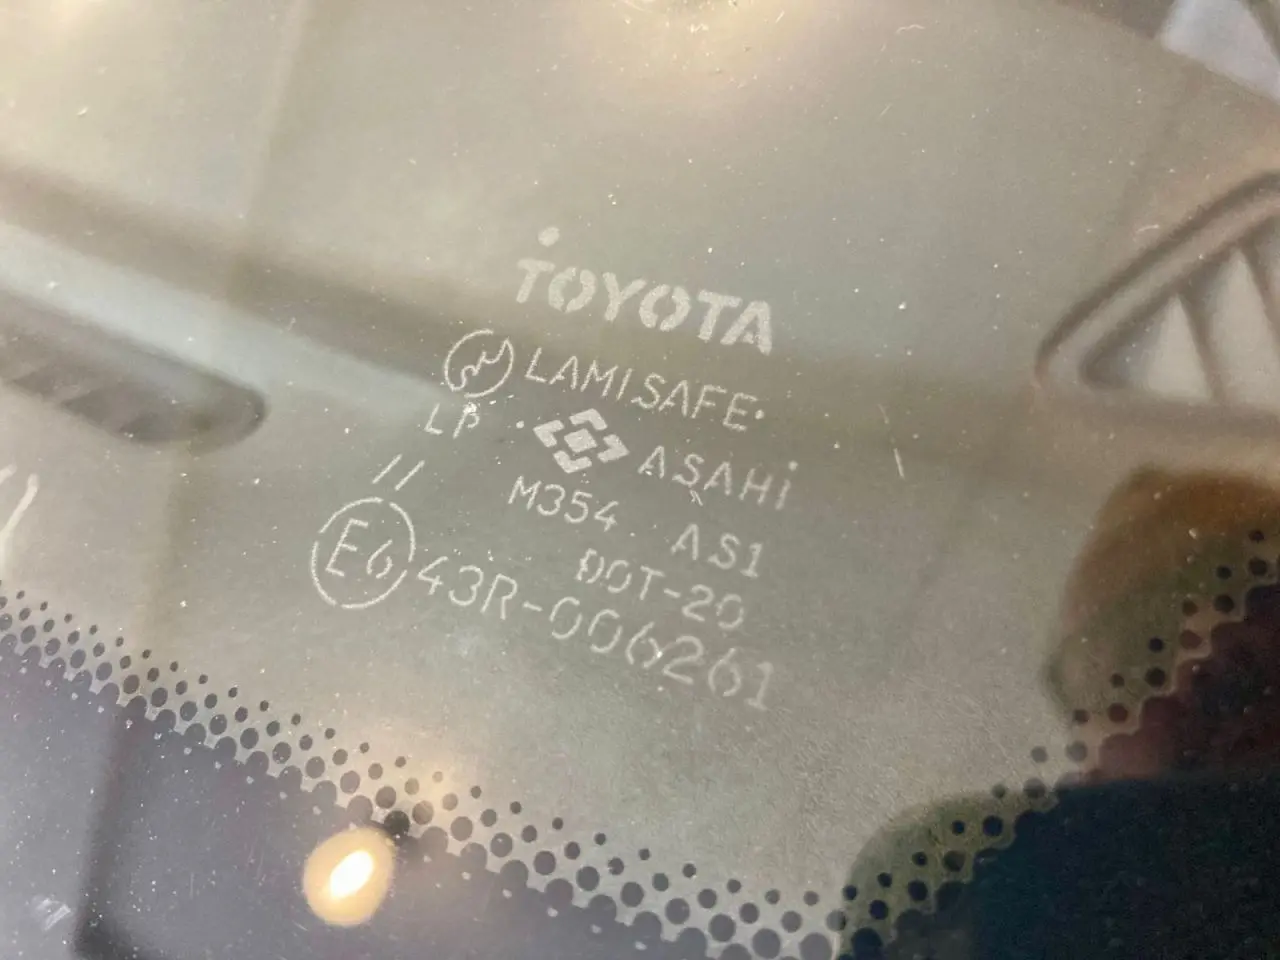 TOYOTA
LAMISAFE
LP ASAHI
M354 AS1
DOT-20
E6 43R-006261